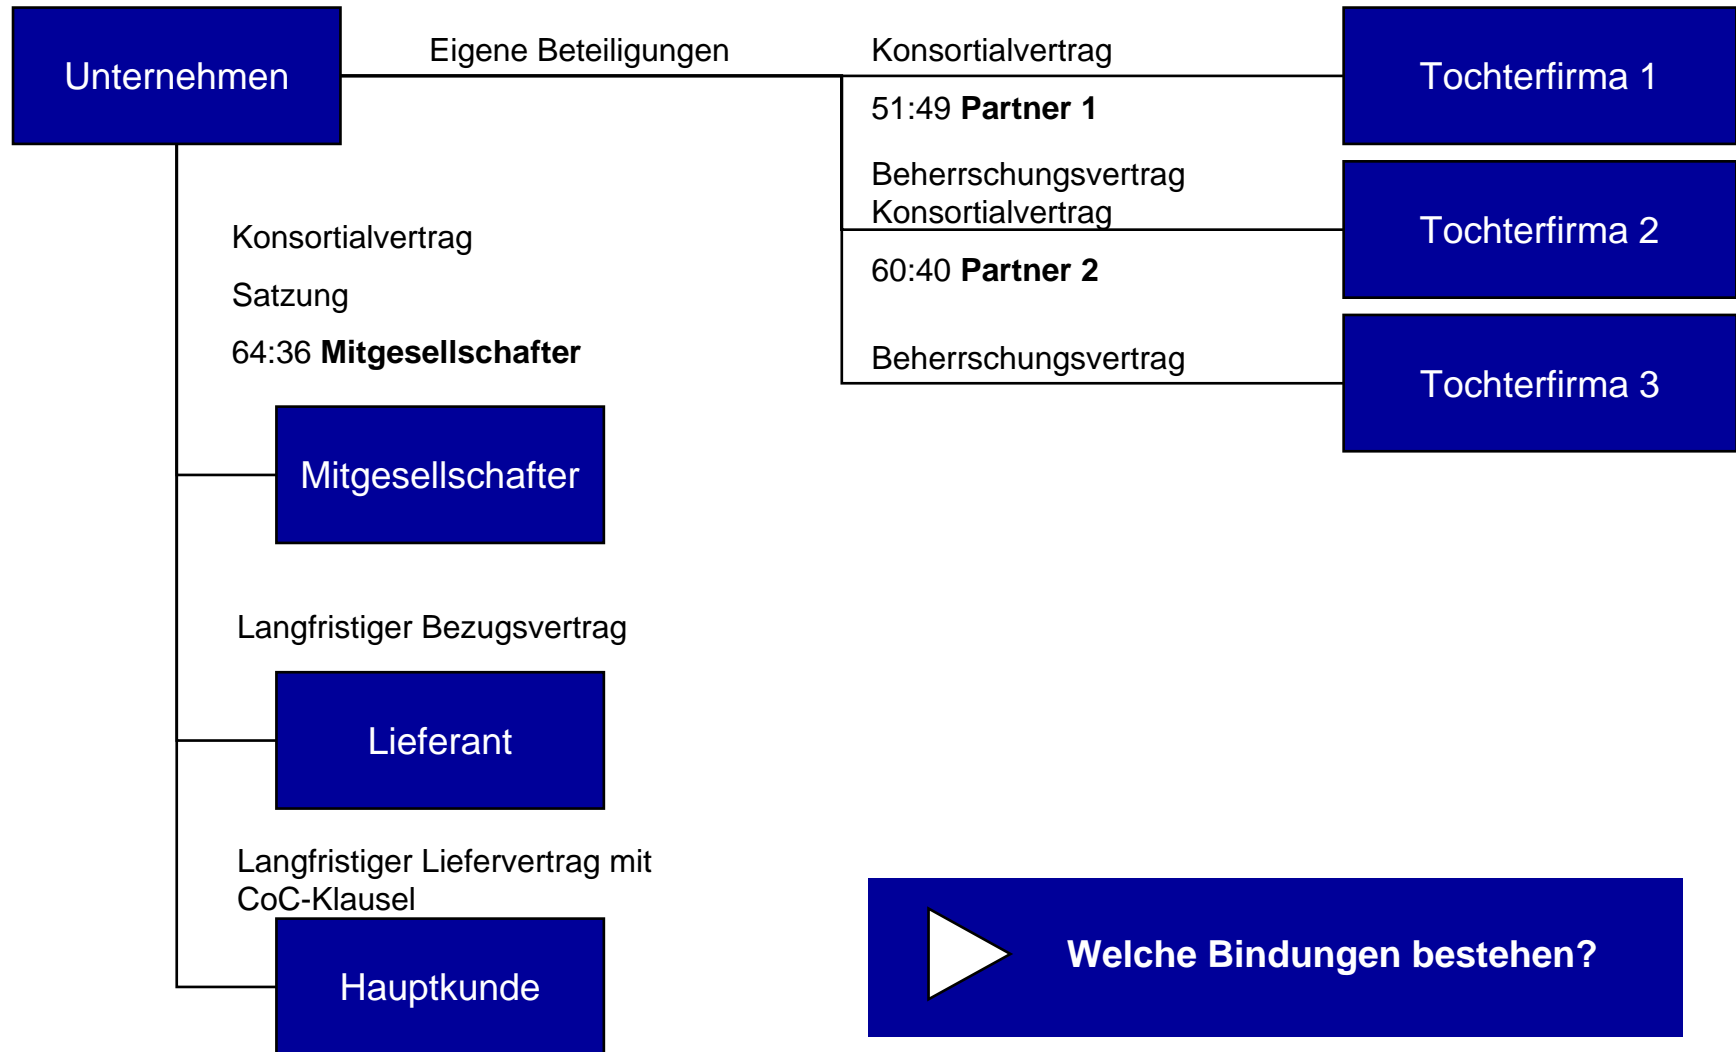 Unternehmen
Eigene Beteiligungen
Konsortialvertrag
51:49 Partner 1
Tochterfirma 1
Beherrschungsvertrag
Konsortialvertrag
60:40 Partner 2
Tochterfirma 2
Beherrschungsvertrag
Tochterfirma 3
Konsortialvertrag
Satzung
64:36 Mitgesellschafter
Mitgesellschafter
Langfristiger Bezugsvertrag
Lieferant
Langfristiger Liefervertrag mit
CoC-Klausel
Hauptkunde
Welche Bindungen bestehen?